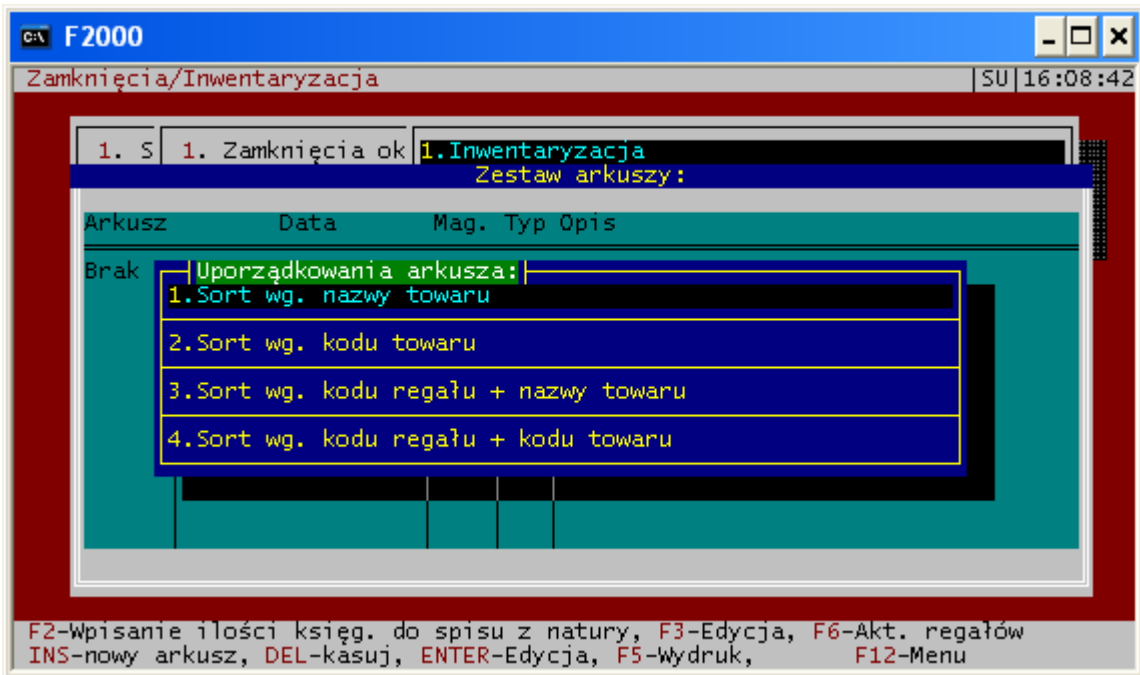 F2000
Zamknięcia/Inwentaryzacja |SU|16:08:42
1. S 1. Zamknięcia ok 1.Inwentaryzacja
Zestaw arkuszy:
Arkusz Data Mag. Typ Opis
Brak
Uporządkowania arkusza:
1.Sort wg. nazwy towaru
2.Sort wg. kodu towaru
3.Sort wg. kodu regału + nazwy towaru
4.Sort wg. kodu regału + kodu towaru
F2-Wpisanie ilości księg. do spisu z natury, F3-Edycja, F6-Akt. regałów
INS-nowy arkusz, DEL-kasuj, ENTER-Edycja, F5-Wydruk, F12-Menu